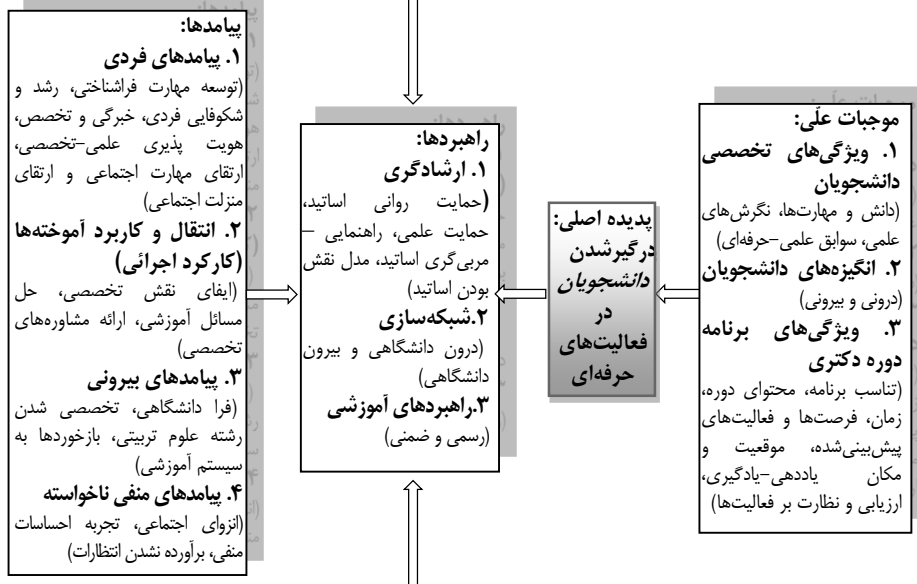 موجبات علّی:
۱. ویژگی‌های تخصصی
دانشجویان
(دانش و مهارت‌ها، نگرش‌های
علمی، سوابق علمی-حرفه‌ای)
۲. انگیزه‌های دانشجویان
(درونی و بیرونی)
۳. ویژگی‌های برنامه
دوره دکتری
(تناسب برنامه، محتوای دوره،
زمان، فرصت‌ها و فعالیت‌های
پیش‌بینی‌شده، موقعیت و
مکان یاددهی-یادگیری،
ارزیابی و نظارت بر فعالیت‌ها)
پدیده اصلی:
درگیرشدن
دانشجویان
در
فعالیت‌های
حرفه‌ای
راهبردها:
۱. ارشادگری
(حمایت روانی اساتید،
حمایت علمی، راهنمایی –
مربی‌گری اساتید، مدل نقش
بودن اساتید)
۲.شبکه‌سازی
(درون دانشگاهی و بیرون
دانشگاهی)
۳.راهبردهای آموزشی
(رسمی و ضمنی)
پیامدها:
۱. پیامدهای فردی
(توسعه مهارت فراشناختی، رشد و
شکوفایی فردی، خبرگی و تخصص،
هویت پذیری علمی-تخصصی،
ارتقای مهارت اجتماعی و ارتقای
منزلت اجتماعی)
۲. انتقال و کاربرد آموخته‌ها
(کارکرد اجرائی)
(ایفای نقش تخصصی، حل
مسائل آموزشی، ارائه مشاوره‌های
تخصصی)
۳. پیامدهای بیرونی
(فرا دانشگاهی، تخصصی شدن
رشته علوم تربیتی، بازخوردها به
سیستم آموزشی)
۴. پیامدهای منفی ناخواسته
(انزوای اجتماعی، تجربه احساسات
منفی، برآورده نشدن انتظارات)